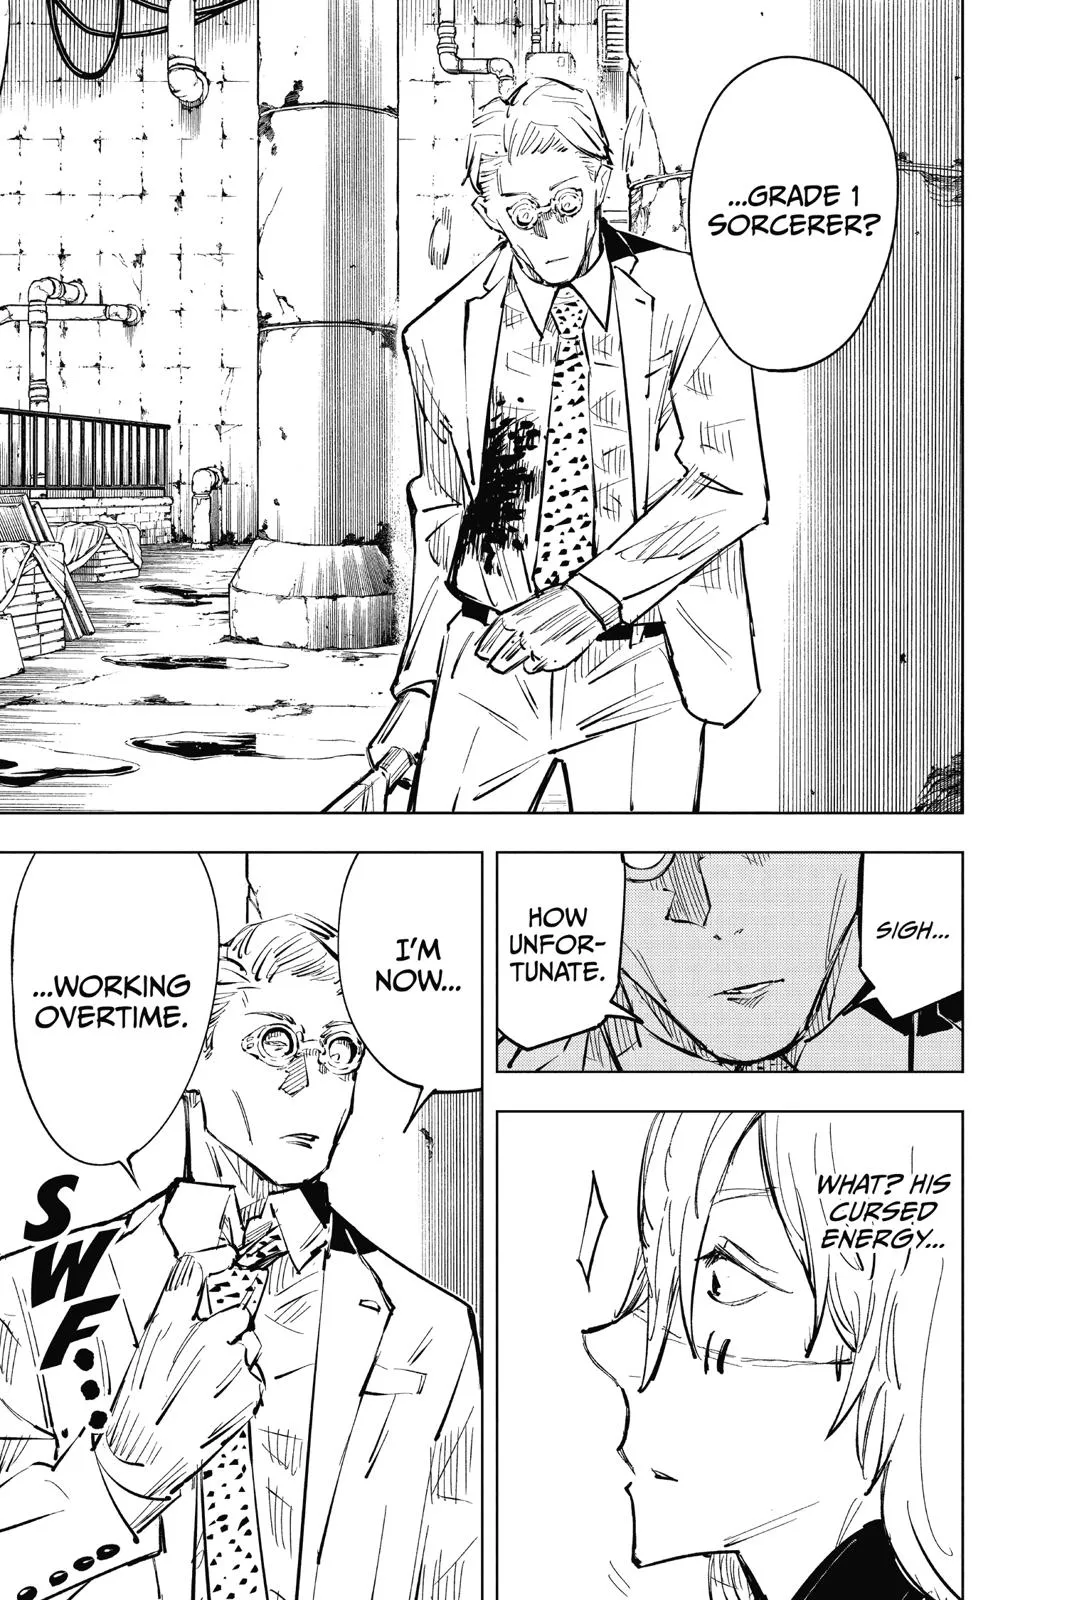 ...GRADE 1
SORCERER?
SIGH...
HOW
UNFOR-
TUNATE.
WHAT? HIS
CURSED
ENERGY...
I'M
NOW...
...WORKING
OVERTIME.
SWF...